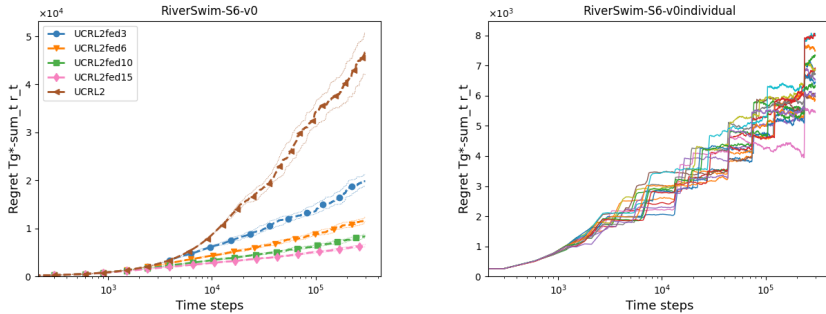 RiverSwim-S6-v0
×10⁴
5
4
3
2
1
0
Regret Tg*-sum_t r_t
UCRL2fed3
UCRL2fed6
UCRL2fed10
UCRL2fed15
UCRL2
10³
10⁴
10⁵
Time steps
RiverSwim-S6-v0individual
×10³
8
7
6
5
4
3
2
1
0
Regret Tg*-sum_t r_t
10³
10⁴
10⁵
Time steps